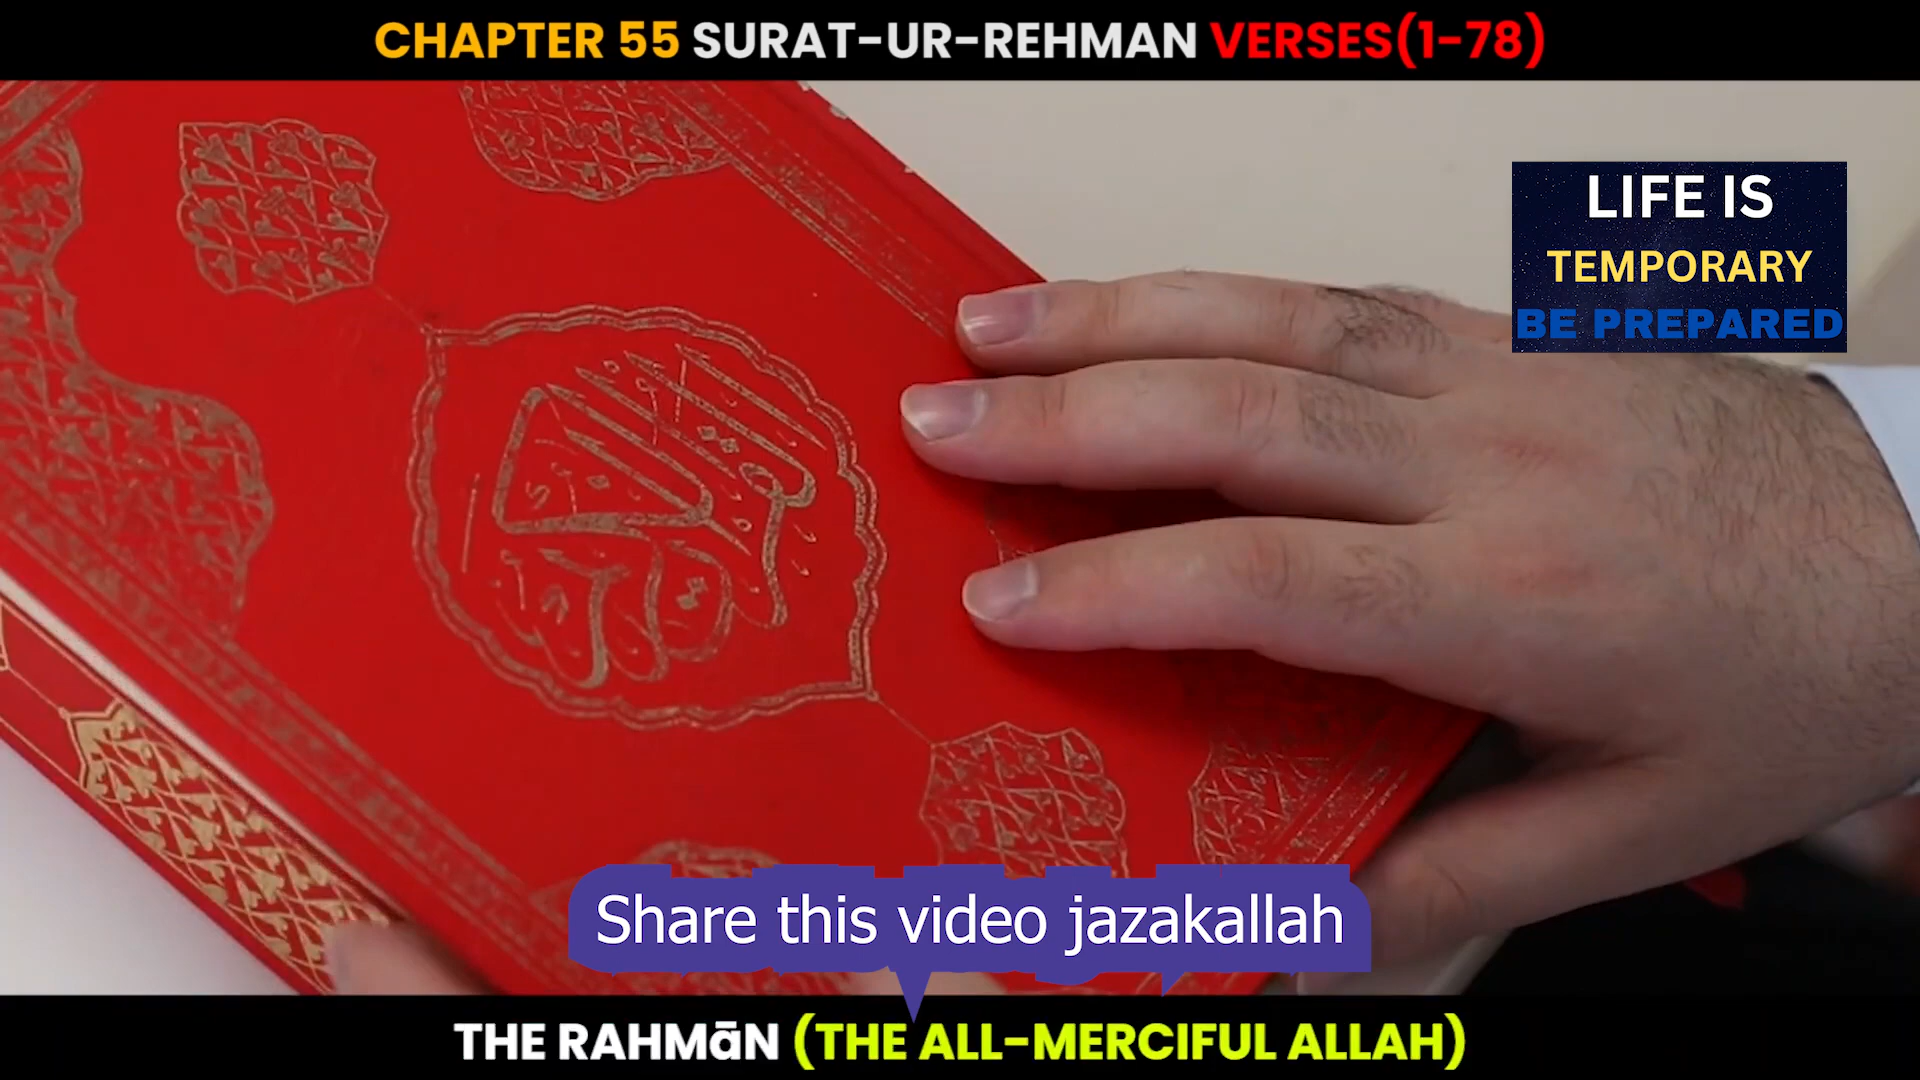 CHAPTER 55 SURAT-UR-REHMAN VERSES(1-78)
LIFE IS
TEMPORARY
BE PREPARED
Share this video jazakallah
THE RAHMāN (THE ALL-MERCIFUL ALLAH)